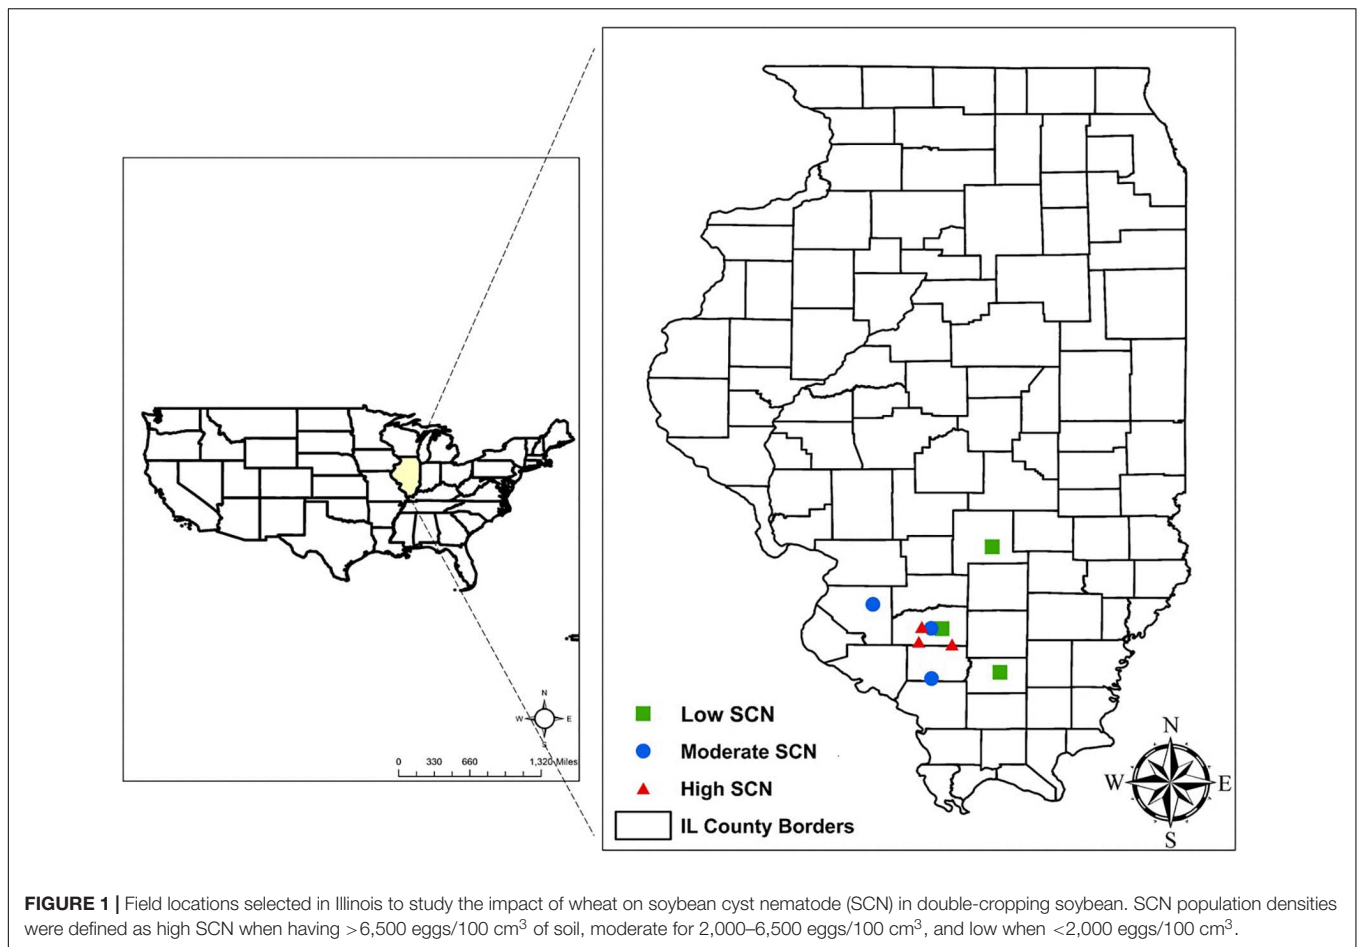 N
W
E
S
0 330 660 1,320 Miles
Low SCN
Moderate SCN
High SCN
IL County Borders
N
W
E
S
FIGURE 1 | Field locations selected in Illinois to study the impact of wheat on soybean cyst nematode (SCN) in double-cropping soybean. SCN population densities
were defined as high SCN when having >6,500 eggs/100 cm³ of soil, moderate for 2,000–6,500 eggs/100 cm³, and low when <2,000 eggs/100 cm³.